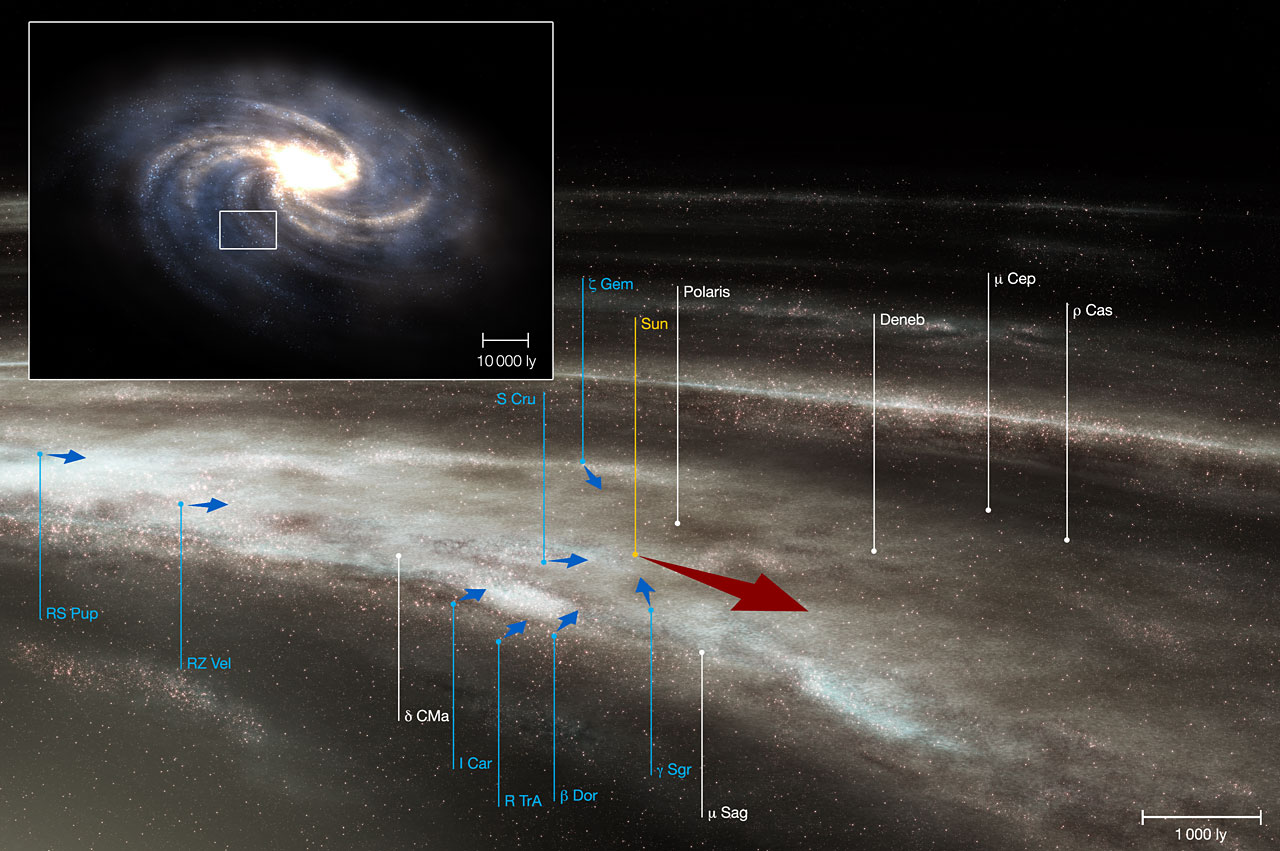 10 000 ly
ζ Gem
Polaris
μ Cep
ρ Cas
Deneb
Sun
S Cru
RS Pup
RZ Vel
δ CMa
l Car
R TrA
β Dor
γ Sgr
μ Sag
1 000 ly